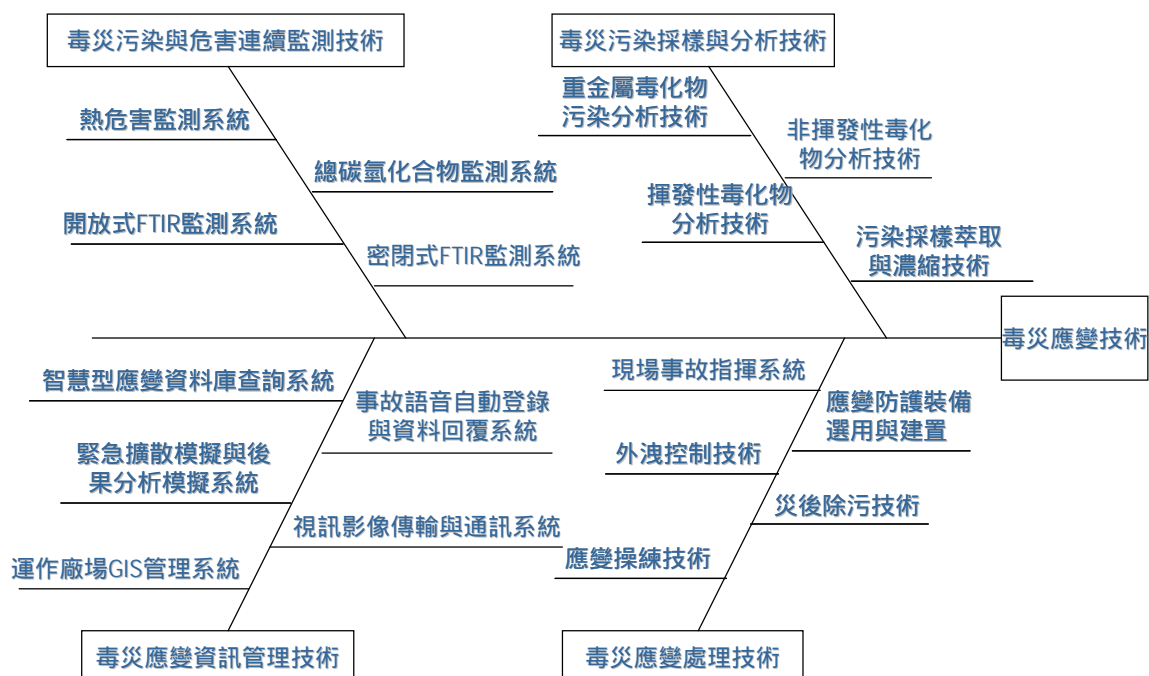 毒災污染與危害連續監測技術
毒災污染採樣與分析技術
熱危害監測系統
總碳氫化合物監測系統
開放式FTIR監測系統
密閉式FTIR監測系統
重金屬毒化物
污染分析技術
非揮發性毒化
物分析技術
揮發性毒化物
分析技術
污染採樣萃取
與濃縮技術
毒災應變技術
智慧型應變資料庫查詢系統
事故語音自動登錄
與資料回覆系統
緊急擴散模擬與後
果分析模擬系統
視訊影像傳輸與通訊系統
運作廠場GIS管理系統
現場事故指揮系統
應變防護裝備
選用與建置
外洩控制技術
災後除污技術
應變操練技術
毒災應變資訊管理技術
毒災應變處理技術